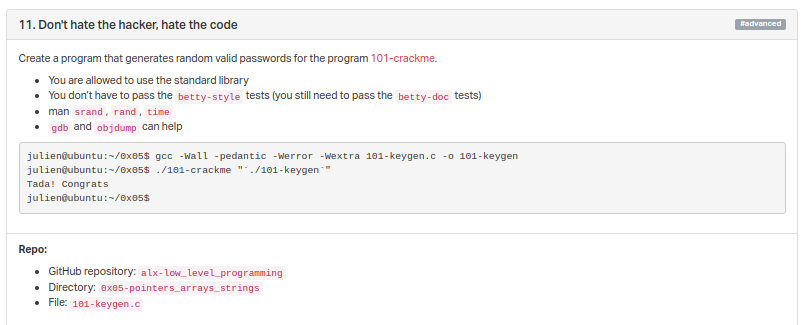 11. Don't hate the hacker, hate the code
#advanced
Create a program that generates random valid passwords for the program 101-crackme.
You are allowed to use the standard library
You don't have to pass the betty-style tests (you still need to pass the betty-doc tests)
man srand, rand, time
gdb and objdump can help
julien@ubuntu:~/0x05$ gcc -Wall -pedantic -Werror -Wextra 101-keygen.c -o 101-keygen
julien@ubuntu:~/0x05$ ./101-crackme "`./101-keygen`"
Tada! Congrats
julien@ubuntu:~/0x05$
Repo:
GitHub repository: alx-low_level_programming
Directory: 0x05-pointers_arrays_strings
File: 101-keygen.c